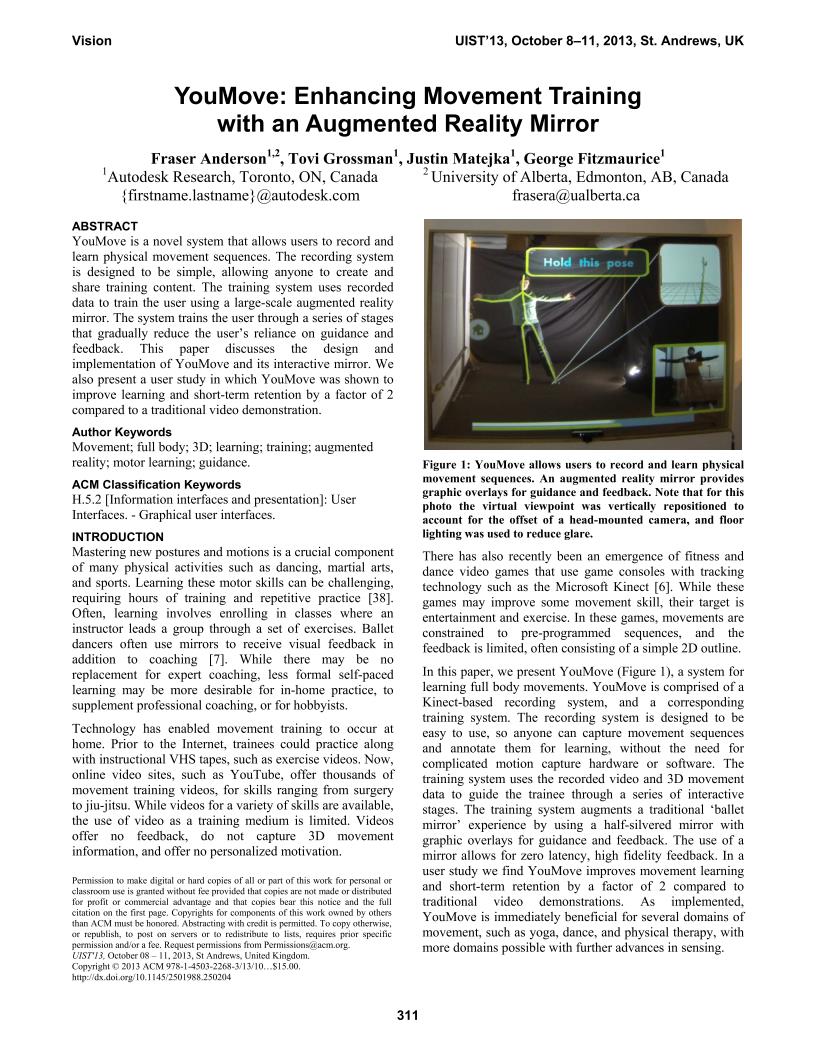 Vision
UIST'13, October 8–11, 2013, St. Andrews, UK
YouMove: Enhancing Movement Training
with an Augmented Reality Mirror
Fraser Anderson1,2, Tovi Grossman1, Justin Matejka1, George Fitzmaurice1
1Autodesk Research, Toronto, ON, Canada
{firstname.lastname}@autodesk.com
2 University of Alberta, Edmonton, AB, Canada
frasera@ualberta.ca
ABSTRACT
YouMove is a novel system that allows users to record and
learn physical movement sequences. The recording system
is designed to be simple, allowing anyone to create and
share training content. The training system uses recorded
data to train the user using a large-scale augmented reality
mirror. The system trains the user through a series of stages
that gradually reduce the user's reliance on guidance and
feedback. This paper discusses the design and
implementation of YouMove and its interactive mirror. We
also present a user study in which YouMove was shown to
improve learning and short-term retention by a factor of 2
compared to a traditional video demonstration.
Author Keywords
Movement; full body; 3D; learning; training; augmented
reality; motor learning; guidance.
ACM Classification Keywords
H.5.2 [Information interfaces and presentation]: User
Interfaces. - Graphical user interfaces.
INTRODUCTION
Mastering new postures and motions is a crucial component
of many physical activities such as dancing, martial arts,
and sports. Learning these motor skills can be challenging,
requiring hours of training and repetitive practice [38].
Often, learning involves enrolling in classes where an
instructor leads a group through a set of exercises. Ballet
dancers often use mirrors to receive visual feedback in
addition to coaching [7]. While there may be no
replacement for expert coaching, less formal self-paced
learning may be more desirable for in-home practice, to
supplement professional coaching, or for hobbyists.
Technology has enabled movement training to occur at
home. Prior to the Internet, trainees could practice along
with instructional VHS tapes, such as exercise videos. Now,
online video sites, such as YouTube, offer thousands of
movement training videos, for skills ranging from surgery
to jiu-jitsu. While videos for a variety of skills are available,
the use of video as a training medium is limited. Videos
offer no feedback, do not capture 3D movement
information, and offer no personalized motivation.
Permission to make digital or hard copies of all or part of this work for personal or
classroom use is granted without fee provided that copies are not made or distributed
for profit or commercial advantage and that copies bear this notice and the full
citation on the first page. Copyrights for components of this work owned by others
than ACM must be honored. Abstracting with credit is permitted. To copy otherwise,
or republish, to post on servers or to redistribute to lists, requires prior specific
permission and/or a fee. Request permissions from Permissions@acm.org.
UIST'13, October 08 – 11, 2013, St Andrews, United Kingdom.
Copyright © 2013 ACM 978-1-4503-2268-3/13/10…$15.00.
http://dx.doi.org/10.1145/2501988.250204
Hold this pose
Figure 1: YouMove allows users to record and learn physical
movement sequences. An augmented reality mirror provides
graphic overlays for guidance and feedback. Note that for this
photo the virtual viewpoint was vertically repositioned to
account for the offset of a head-mounted camera, and floor
lighting was used to reduce glare.
There has also recently been an emergence of fitness and
dance video games that use game consoles with tracking
technology such as the Microsoft Kinect [6]. While these
games may improve some movement skill, their target is
entertainment and exercise. In these games, movements are
constrained to pre-programmed sequences, and the
feedback is limited, often consisting of a simple 2D outline.
In this paper, we present YouMove (Figure 1), a system for
learning full body movements. YouMove is comprised of a
Kinect-based recording system, and a corresponding
training system. The recording system is designed to be
easy to use, so anyone can capture movement sequences
and annotate them for learning, without the need for
complicated motion capture hardware or software. The
training system uses the recorded video and 3D movement
data to guide the trainee through a series of interactive
stages. The training system augments a traditional ‘ballet
mirror’ experience by using a half-silvered mirror with
graphic overlays for guidance and feedback. The use of a
mirror allows for zero latency, high fidelity feedback. In a
user study we find YouMove improves movement learning
and short-term retention by a factor of 2 compared to
traditional video demonstrations. As implemented,
YouMove is immediately beneficial for several domains of
movement, such as yoga, dance, and physical therapy, with
more domains possible with further advances in sensing.
311